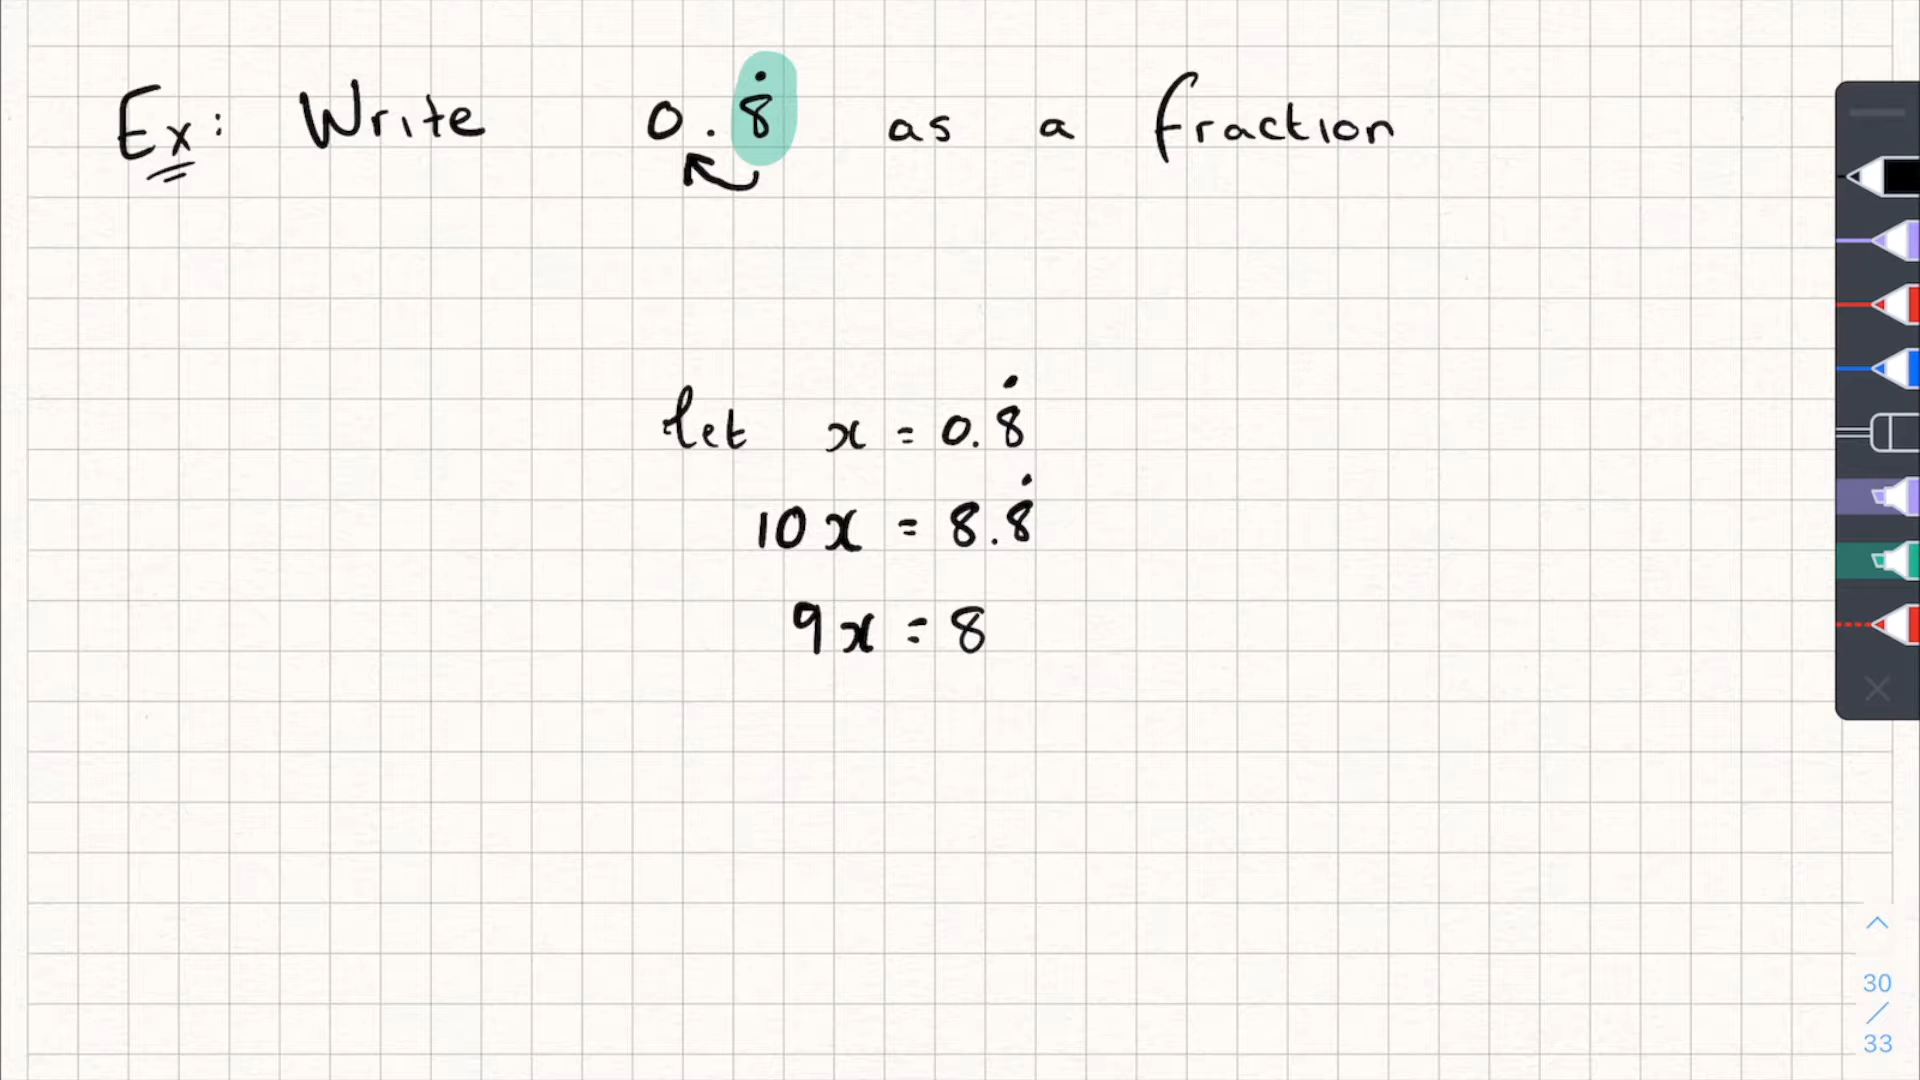 Ex: Write 0.8̇ as a fraction
let x = 0.8̇
10x = 8.8̇
9x = 8
30
/
33